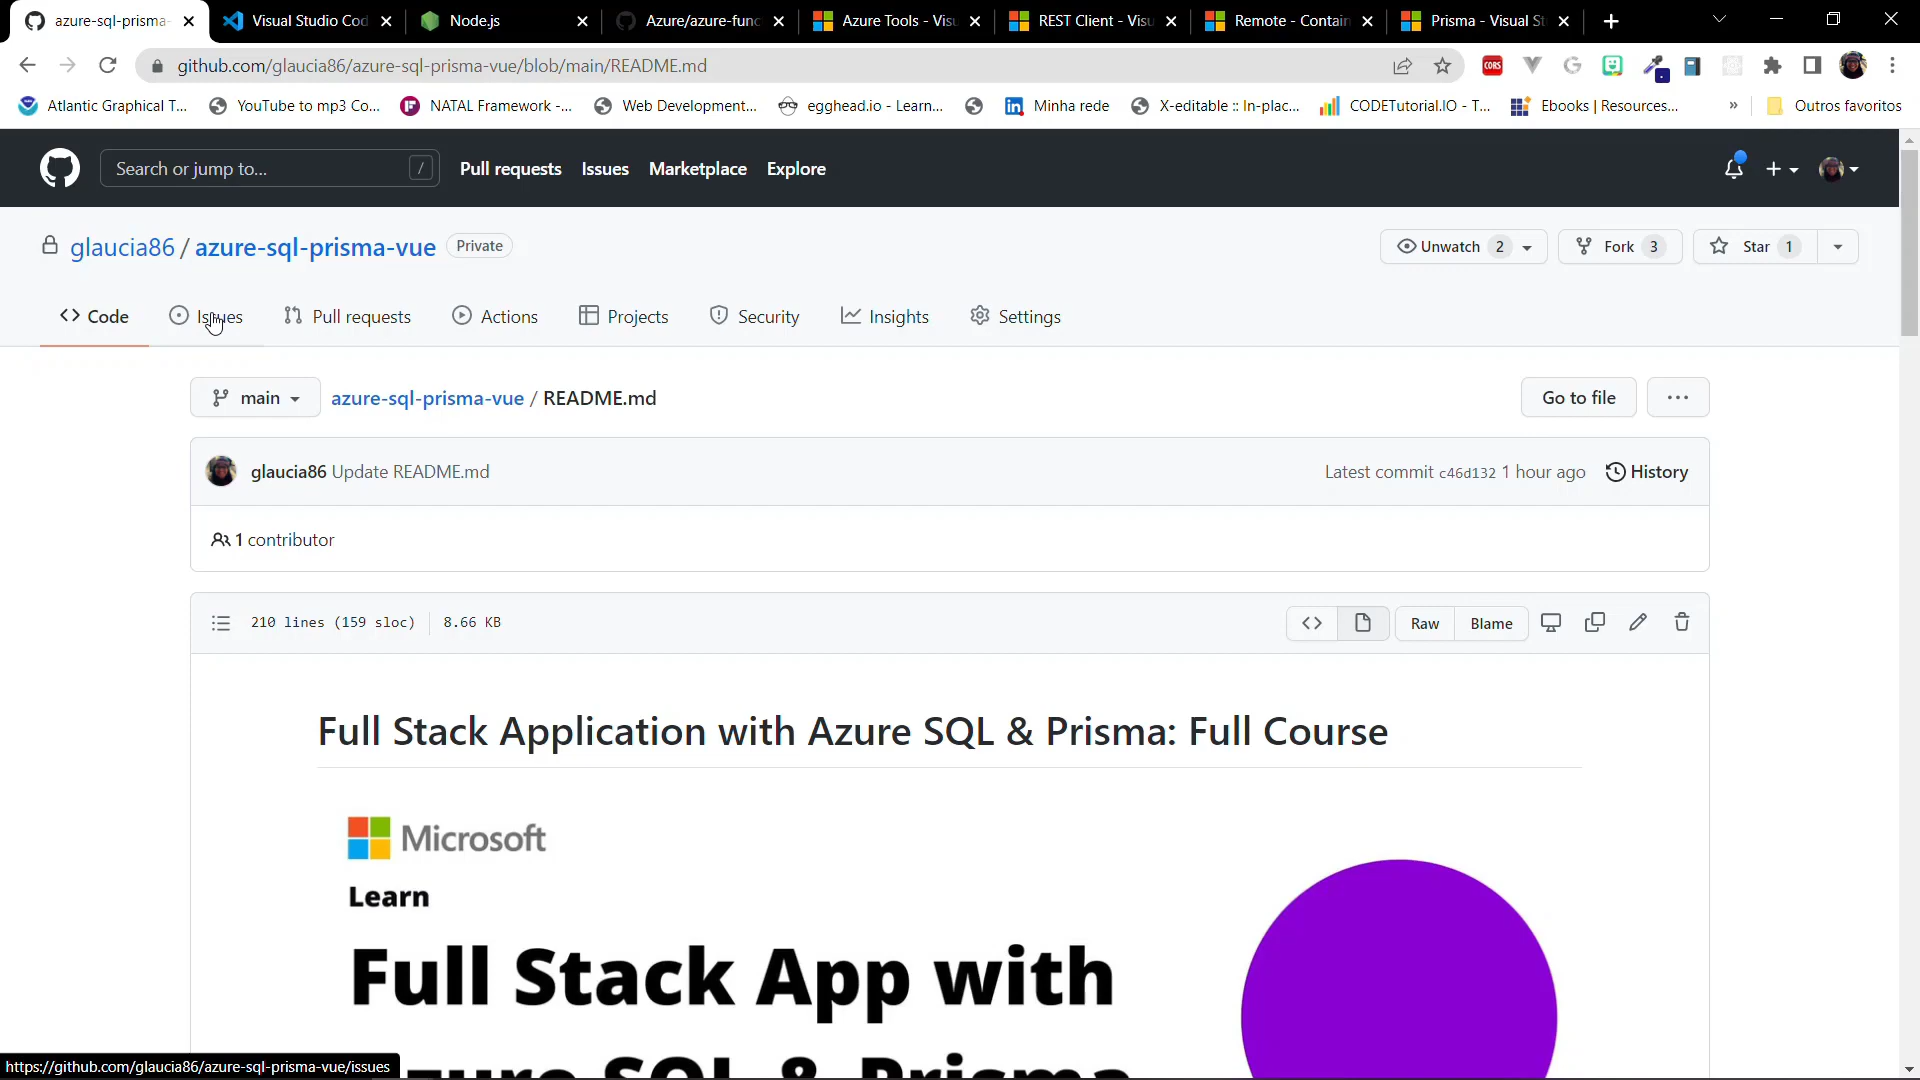 azure-sql-prisma-
Visual Studio Cod
Node.js
Azure/azure-func
Azure Tools - Visu
REST Client - Visu
Remote - Contain
Prisma - Visual St
github.com/glaucia86/azure-sql-prisma-vue/blob/main/README.md
CORS
Atlantic Graphical T...
YouTube to mp3 Co...
NATAL Framework -...
Web Development...
egghead.io - Learn...
Minha rede
X-editable :: In-plac...
CODETutorial.IO - T...
Ebooks | Resources...
»
Outros favoritos
Search or jump to...
/
Pull requests
Issues
Marketplace
Explore
glaucia86 / azure-sql-prisma-vue
Private
Unwatch 2
Fork 3
Star 1
Code
Issues
Pull requests
Actions
Projects
Security
Insights
Settings
main
azure-sql-prisma-vue / README.md
Go to file
...
glaucia86 Update README.md
Latest commit c46d132 1 hour ago
History
1 contributor
210 lines (159 sloc)
8.66 KB
Raw
Blame
Full Stack Application with Azure SQL & Prisma: Full Course
Microsoft
Learn
Full Stack App with
Azure SQL & Prisma
https://github.com/glaucia86/azure-sql-prisma-vue/issues